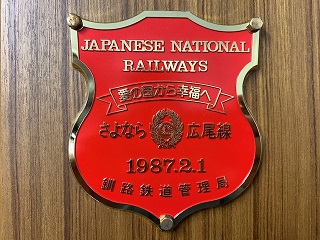 JAPANESE NATIONAL
RAILWAYS
愛の国から幸福へ
さよなら 広尾線
1987.2.1
釧路鉄道管理局